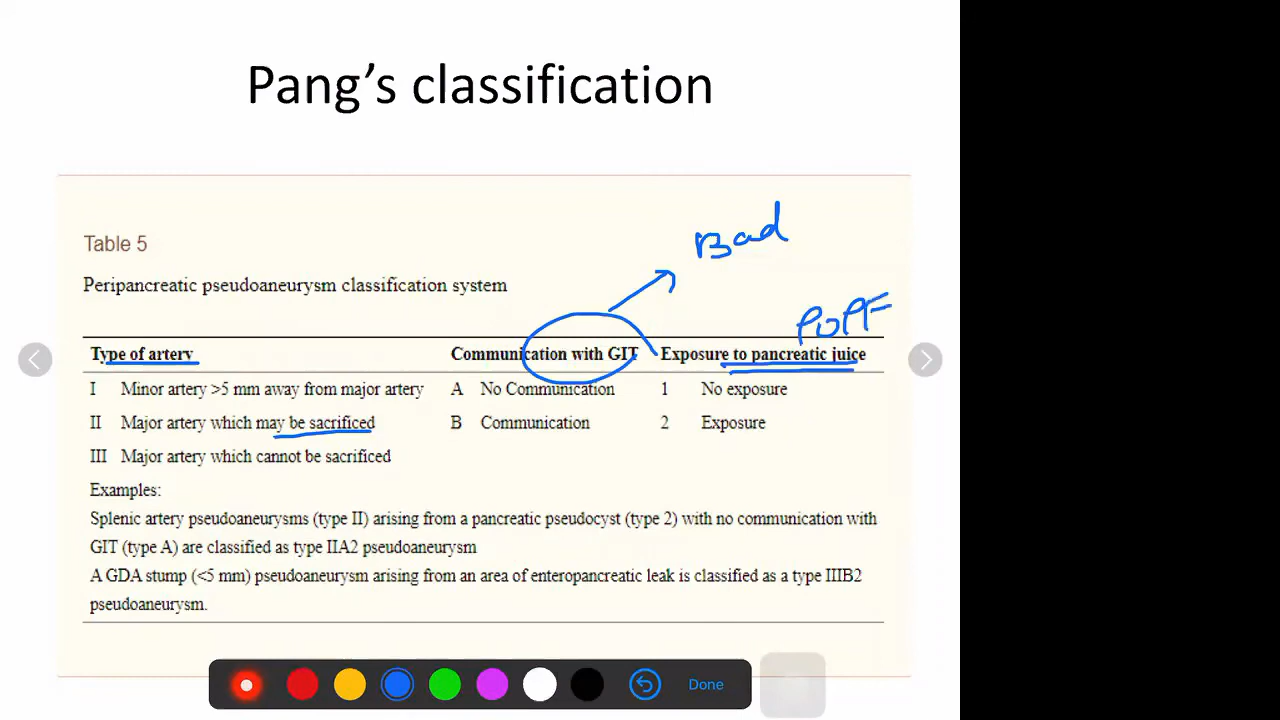 Pang's classification
Bad
Table 5
Peripancreatic pseudoaneurysm classification system
POPF
Type of artery Communication with GIT Exposure to pancreatic juice
I Minor artery >5 mm away from major artery A No Communication 1 No exposure
II Major artery which may be sacrificed B Communication 2 Exposure
III Major artery which cannot be sacrificed
Examples:
Splenic artery pseudoaneurysms (type II) arising from a pancreatic pseudocyst (type 2) with no communication with
GIT (type A) are classified as type IIA2 pseudoaneurysm
A GDA stump (<5 mm) pseudoaneurysm arising from an area of enteropancreatic leak is classified as a type IIIB2
pseudoaneurysm.
Done